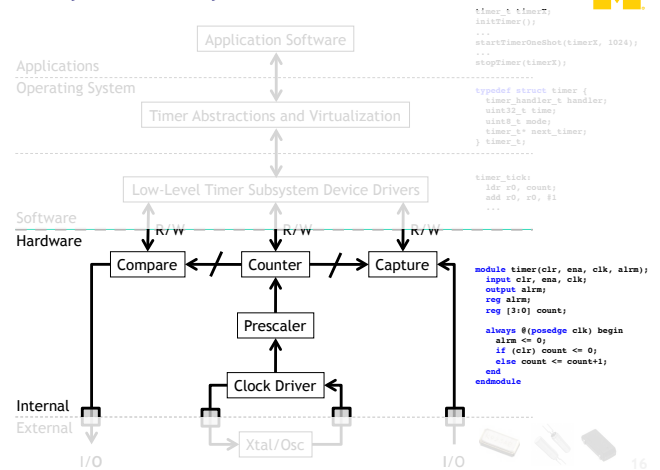 timer_t timerX;
initTimer();
...
startTimerOneShot(timerX, 1024);
...
stopTimer(timerX);
Application Software
Applications
Operating System
Timer Abstractions and Virtualization
typedef struct timer {
timer_handler_t handler;
uint32_t time;
uint8_t mode;
timer_t* next_timer;
} timer_t;
Low-Level Timer Subsystem Device Drivers
timer_tick:
ldr r0, count;
add r0, r0, #1
...
Software
R/W R/W R/W
Hardware
Compare Counter Capture
module timer(clr, ena, clk, alrm);
input clr, ena, clk;
output alrm;
reg alrm;
reg [3:0] count;
always @(posedge clk) begin
alrm <= 0;
if (clr) count <= 0;
else count <= count+1;
end
endmodule
Prescaler
Clock Driver
Internal
External
Xtal/Osc
I/O I/O
16